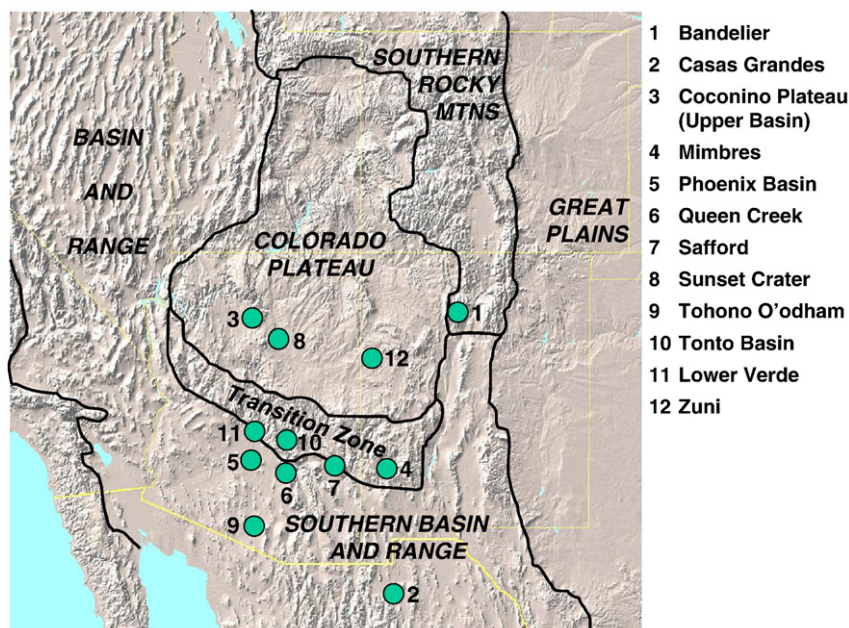 SOUTHERN
ROCKY
MTNS
BASIN
AND
RANGE
GREAT
PLAINS
COLORADO
PLATEAU
1
3
8
12
Transition Zone
11
10
5
6
7
4
9
SOUTHERN BASIN
AND RANGE
2
1 Bandelier
2 Casas Grandes
3 Coconino Plateau
(Upper Basin)
4 Mimbres
5 Phoenix Basin
6 Queen Creek
7 Safford
8 Sunset Crater
9 Tohono O'odham
10 Tonto Basin
11 Lower Verde
12 Zuni